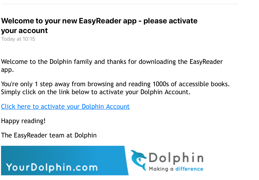 Welcome to your new EasyReader app - please activate
your account
Today at 10:15
Welcome to the Dolphin family and thanks for downloading the EasyReader
app.
You're only 1 step away from browsing and reading 1000s of accessible books.
Simply click on the link below to activate your Dolphin Account.
Click here to activate your Dolphin Account
Happy reading!
The EasyReader team at Dolphin
YourDolphin.com
Dolphin
Making a difference